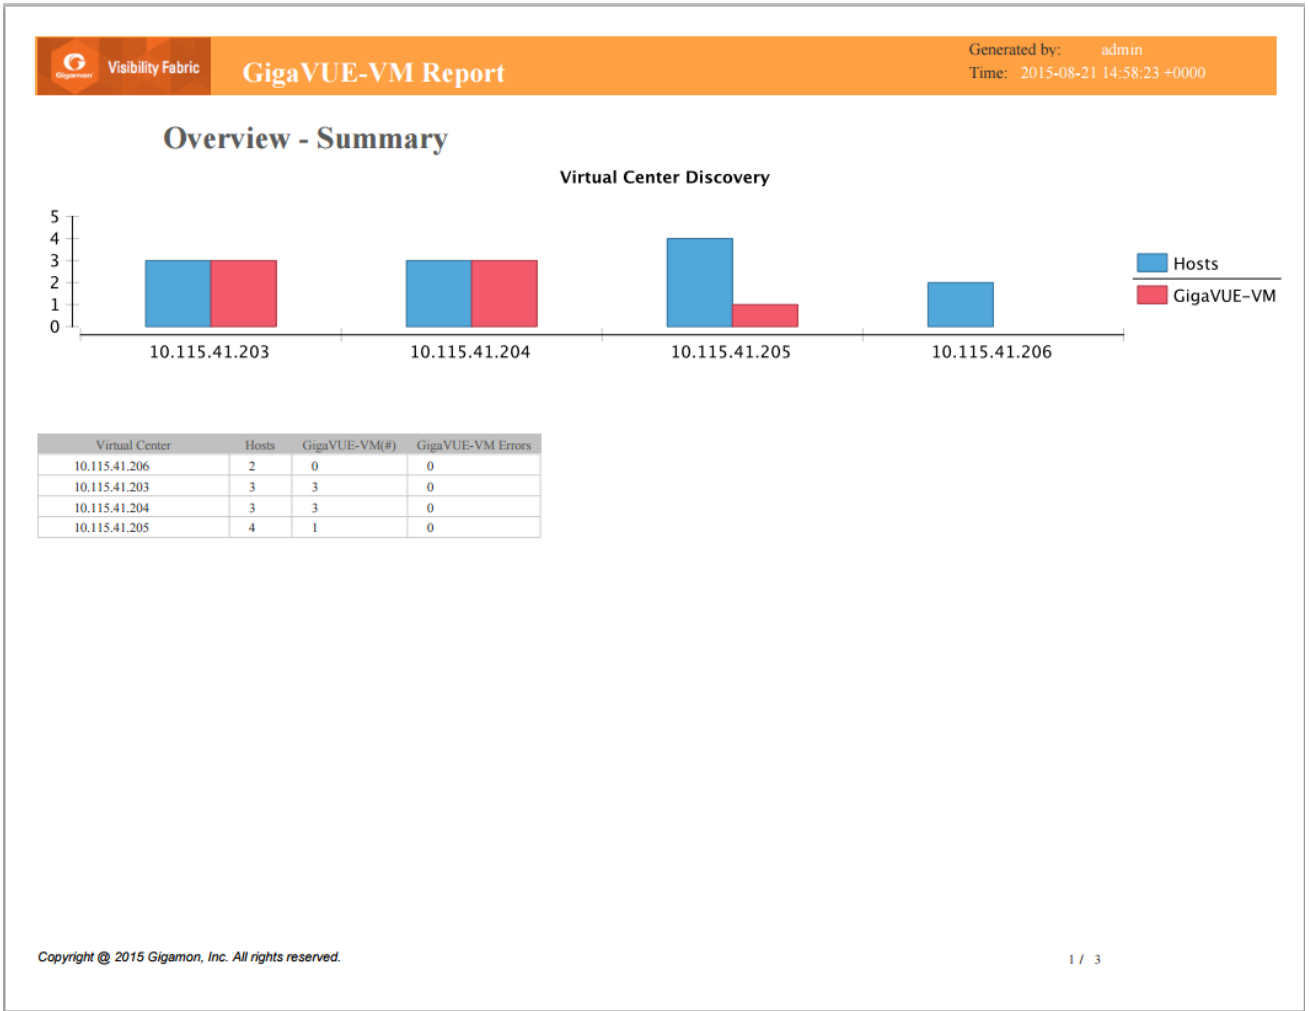 Gigamon
Visibility Fabric
GigaVUE-VM Report
Generated by: admin
Time: 2015-08-21 14:58:23 +0000
Overview - Summary
Virtual Center Discovery
5
4
3
2
1
0
Hosts
GigaVUE-VM
10.115.41.203 10.115.41.204 10.115.41.205 10.115.41.206
Virtual Center Hosts GigaVUE-VM(#) GigaVUE-VM Errors
10.115.41.206 2 0 0
10.115.41.203 3 3 0
10.115.41.204 3 3 0
10.115.41.205 4 1 0
Copyright @ 2015 Gigamon, Inc. All rights reserved.
1 / 3